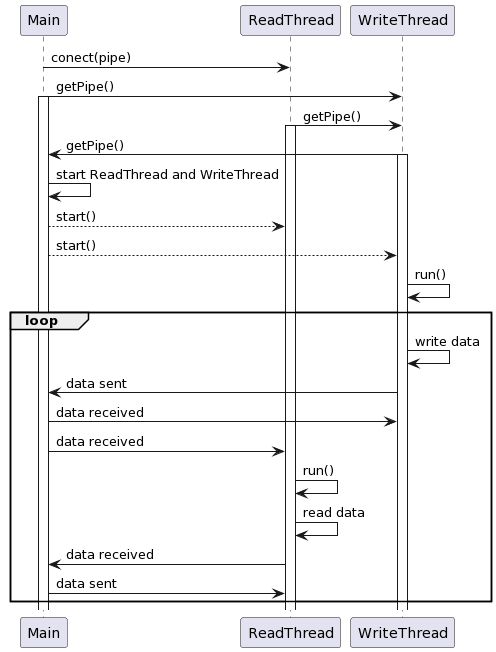 Main ReadThread WriteThread
conect(pipe)
getPipe()
getPipe()
getPipe()
start ReadThread and WriteThread
start()
start()
run()
loop
write data
data sent
data received
data received
run()
read data
data received
data sent
Main ReadThread WriteThread